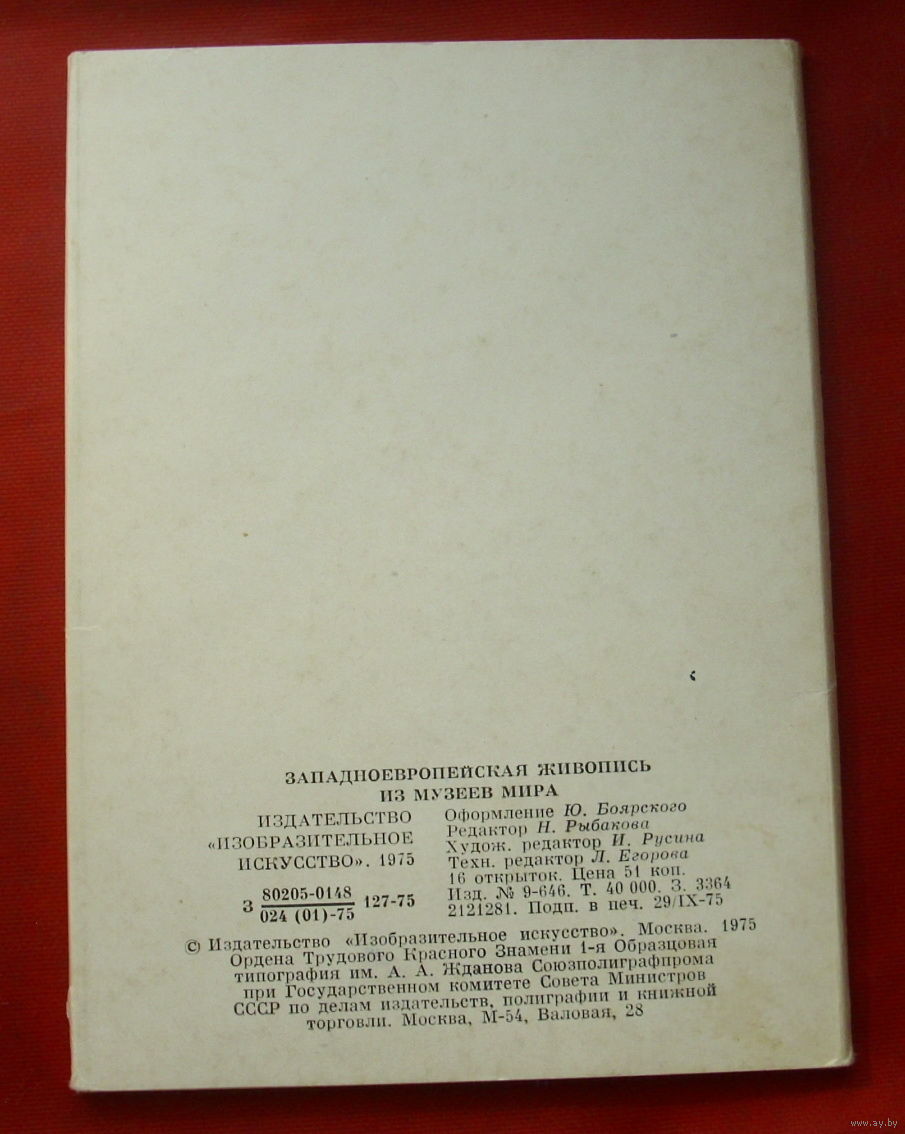 ЗАПАДНОЕВРОПЕЙСКАЯ ЖИВОПИСЬ
ИЗ МУЗЕЕВ МИРА
ИЗДАТЕЛЬСТВО
«ИЗОБРАЗИТЕЛЬНОЕ
ИСКУССТВО». 1975
З 80205-0148 127-75
024 (01)-75
Оформление Ю. Боярского
Редактор Н. Рыбакова
Худож. редактор И. Русина
Техн. редактор Л. Егорова
16 открыток. Цена 51 коп.
Изд. № 9-646. Т. 40 000. З. 3364
2121281. Подп. в печ. 29/IX-75
© Издательство «Изобразительное искусство». Москва. 1975
Ордена Трудового Красного Знамени 1-я Образцовая
типография им. А. А. Жданова Союзполиграфпрома
при Государственном комитете Совета Министров
СССР по делам издательств, полиграфии и книжной
торговли. Москва, М-54, Валовая, 28
www.ay.by